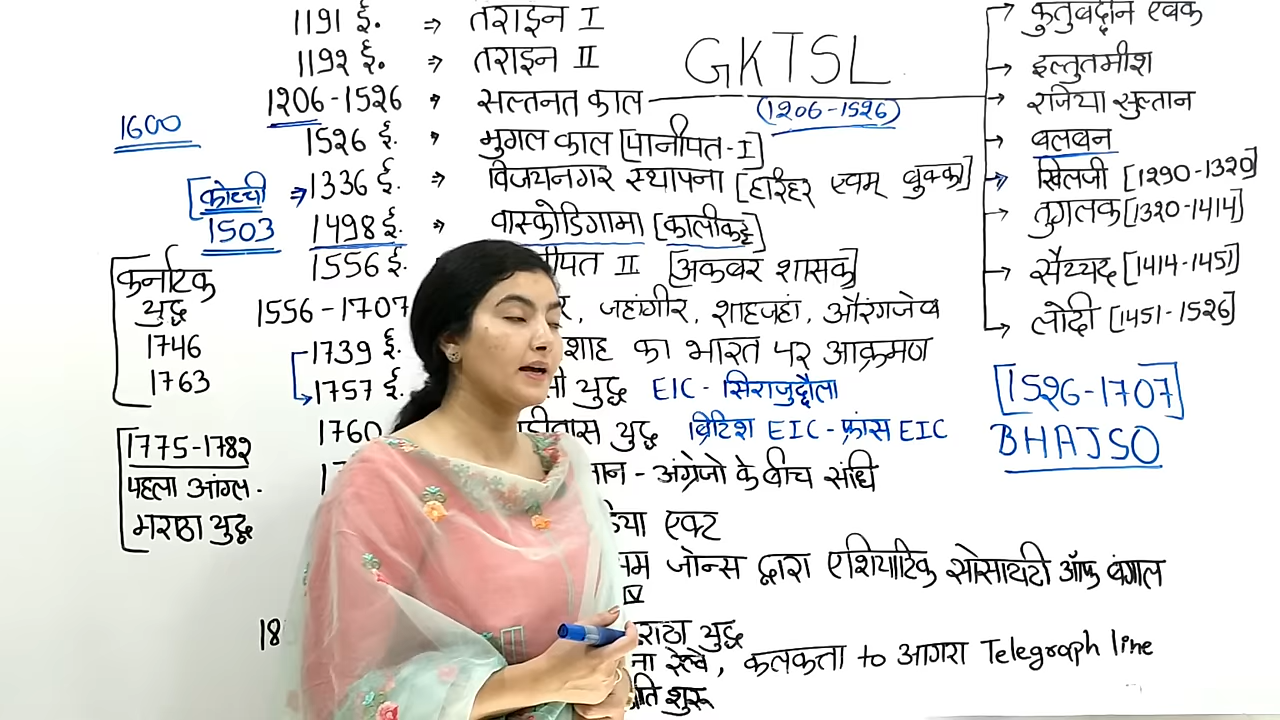 1191 ई. ⇒ तराइन I
1192 ई. ⇒ तराइन II
1206-1526 ⇒ सल्तनत काल
1526 ई. ⇒ मुगल काल [पानीपत-I]
1336 ई. ⇒ विजयनगर स्थापना [हरिहर एवम् बुक्का]
1498 ई. ⇒ वास्कोडिगामा [कालीकट]
1556 ई. II [अकबर शासक]
1556-1707 जहांगीर, शाहजहां, औरंगजेब
1739 ई. शाह का भारत पर आक्रमण
1757 ई. युद्ध EIC - सिराजुद्दौला
1760 युद्ध ब्रिटिश EIC - फ्रांस EIC
- अंग्रेजो के बीच संधि
एक्ट
जोन्स द्वारा एशियाटिक सोसायटी ऑफ बंगाल
IV
18 युद्ध
रेल्वे, कलकता to आगरा Telegraph line
शुरू
1600
[कोच्ची ⇒
1503
कर्नाटक
युद्ध
1746
1763
1775-1782
पहला आंग्ल-
मराठा युद्ध
GKTSL
(1206-1526)
कुतुबद्दीन एबक
इल्तुतमीश
रजिया सुल्तान
बलबन
खिलजी [1290-1320]
तुगलक [1320-1414]
सैय्यद [1414-1451]
लोदी [1451-1526]
[1526-1707]
BHAJSO